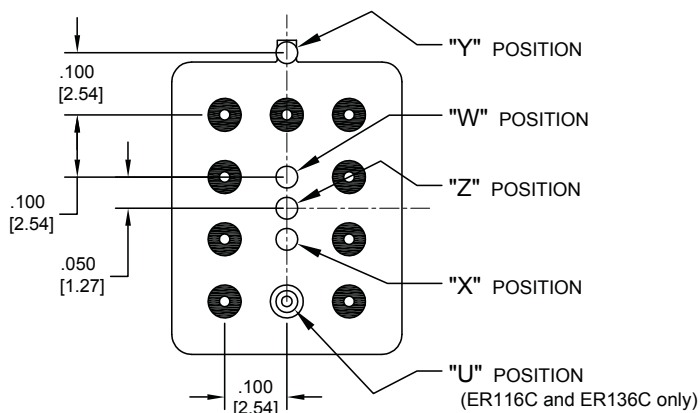 "Y" POSITION
.100
[2.54]
"W" POSITION
"Z" POSITION
.100
[2.54]
.050
[1.27]
"X" POSITION
"U" POSITION
(ER116C and ER136C only)
.100
[2.54]